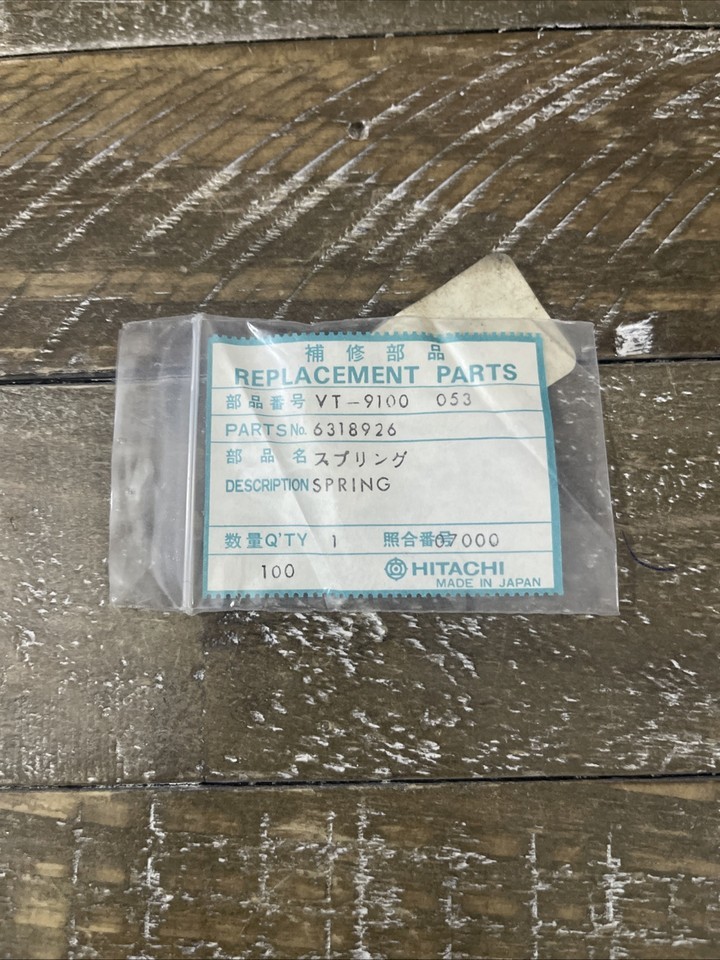 補修部品
REPLACEMENT PARTS
部品番号 VT-9100 053
PARTS No. 6318926
部品名 スプリング
DESCRIPTION SPRING
数量Q'TY 1 照合番号 07000
100 HITACHI
MADE IN JAPAN